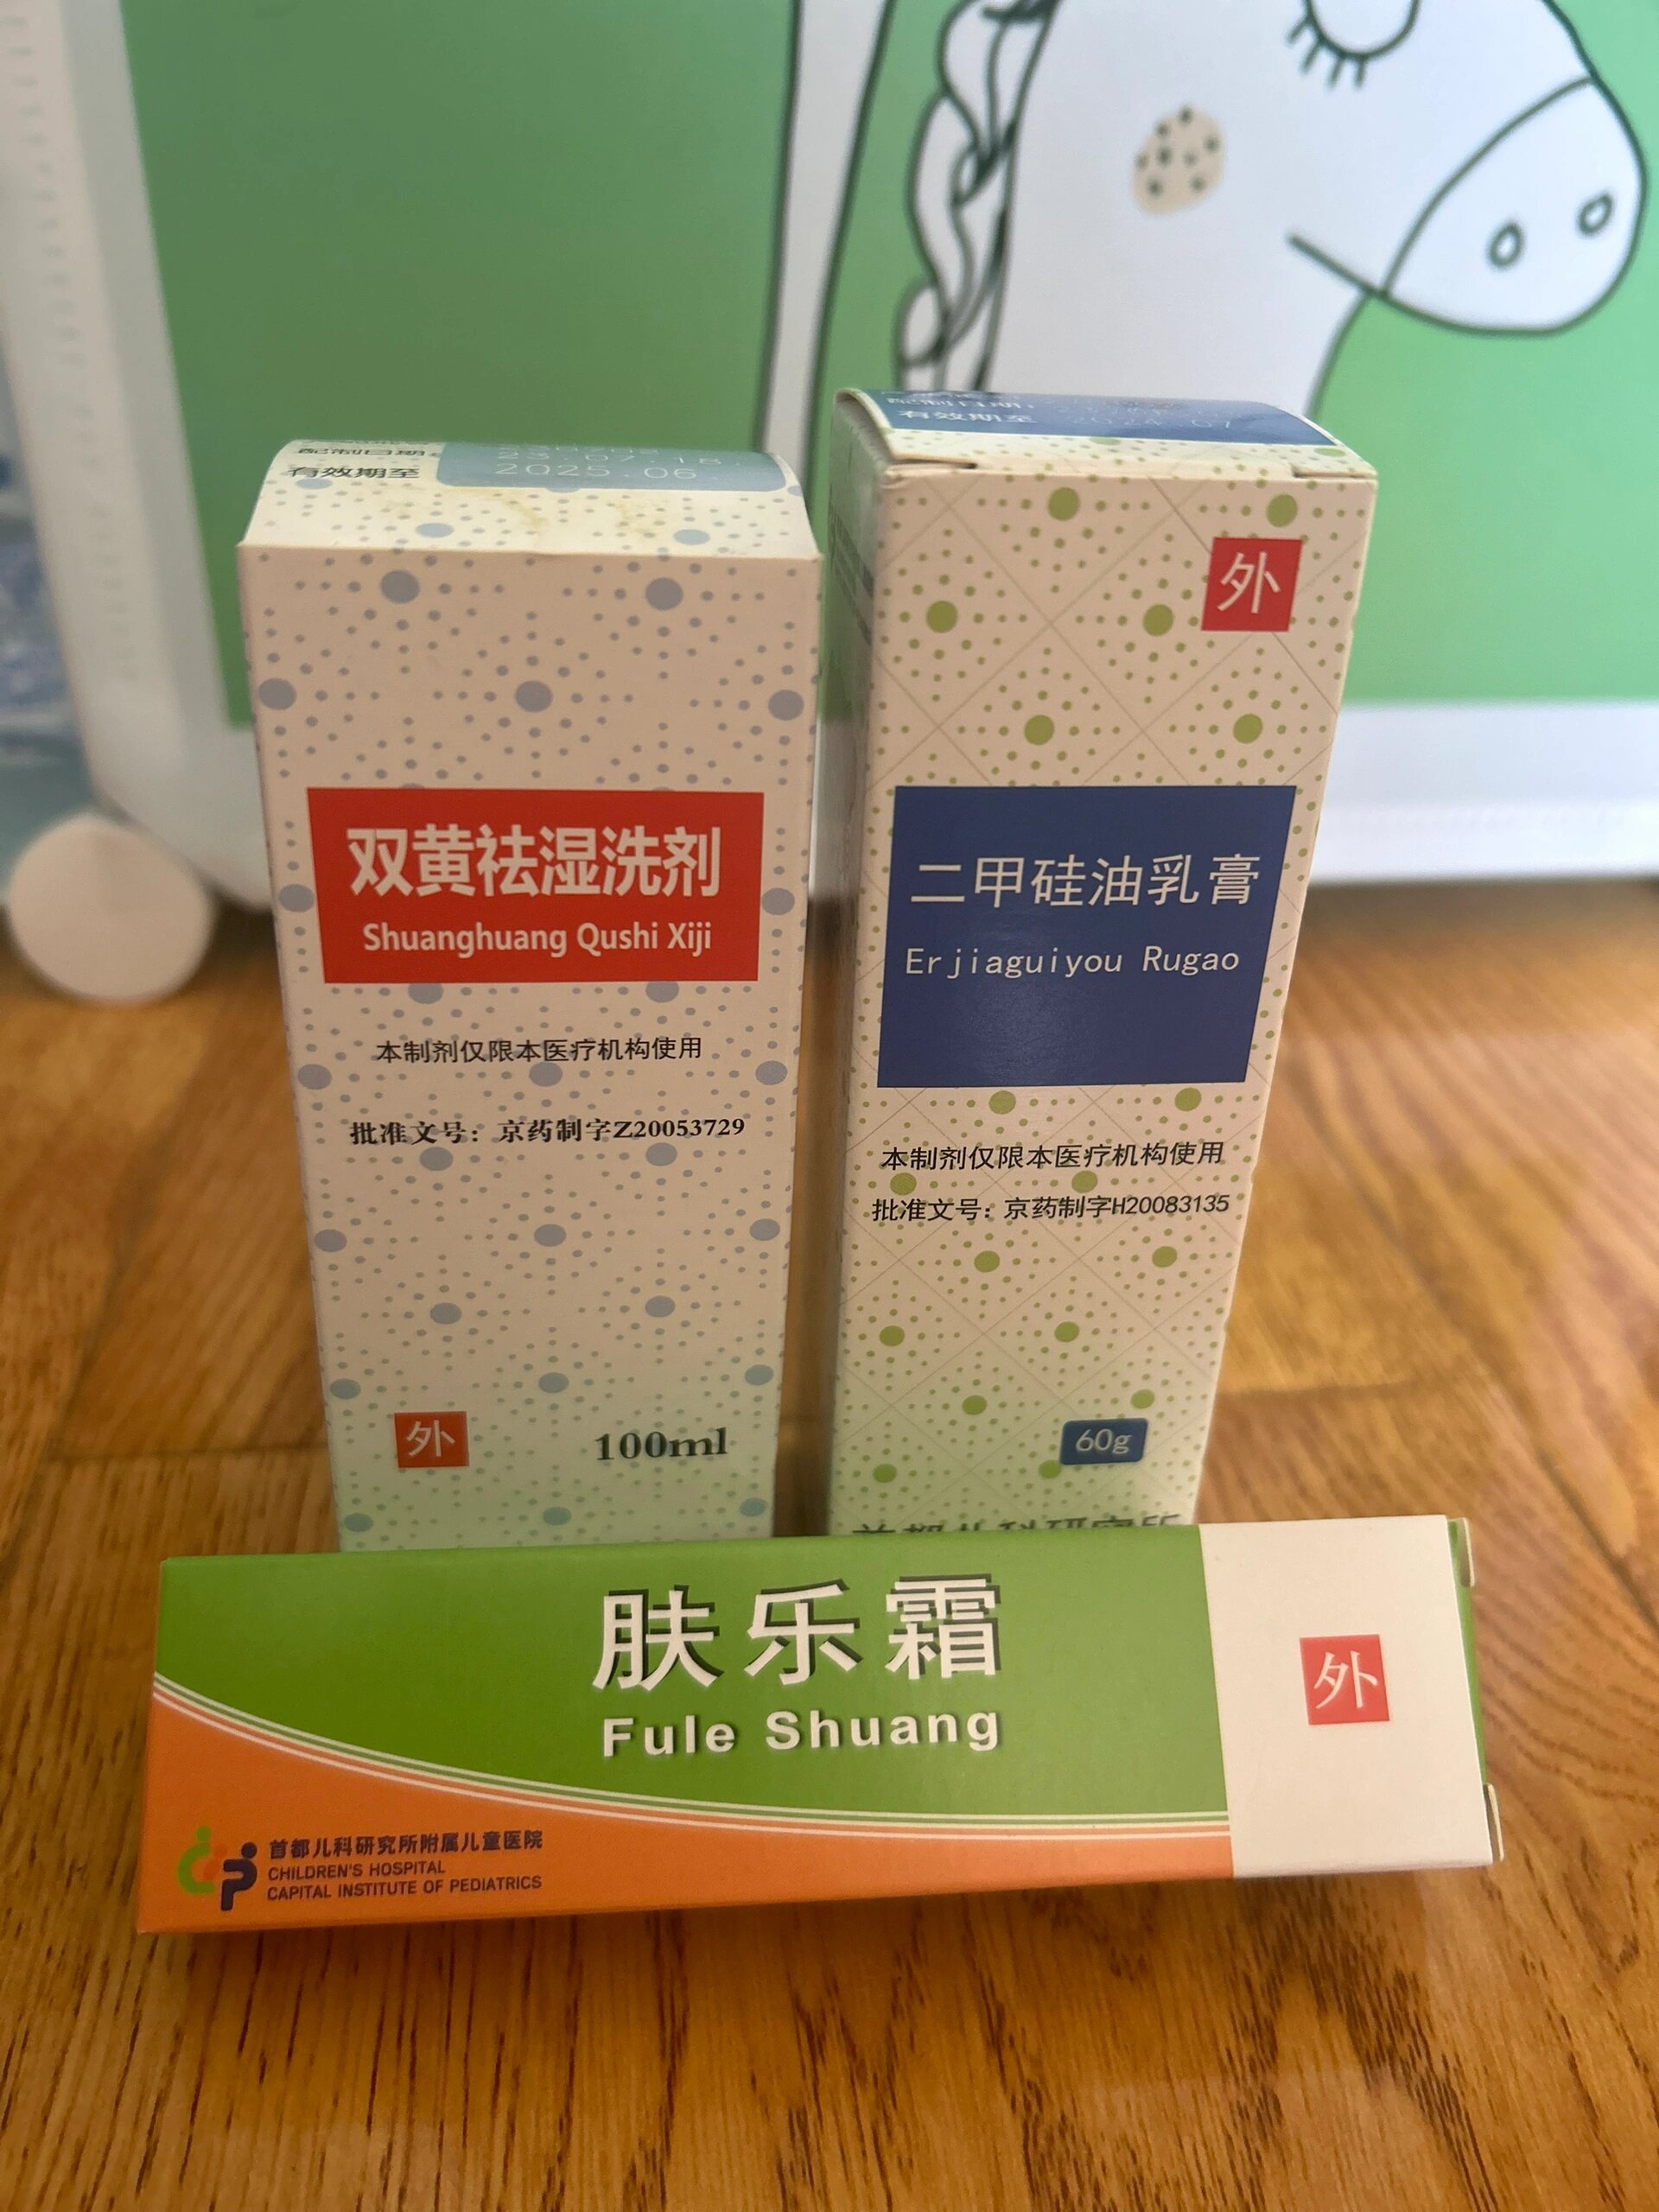 有效期至
2025.06
双黄祛湿洗剂
Shuanghuang Qushi Xiji
本制剂仅限本医疗机构使用
批准文号：京药制字Z20053729
外
100ml
有效期至 2024.07
外
二甲硅油乳膏
Erjiaguiyou Rugao
本制剂仅限本医疗机构使用
批准文号：京药制字H20083135
60g
肤乐霜
Fule Shuang
外
首都儿科研究所附属儿童医院
CHILDREN'S HOSPITAL
CAPITAL INSTITUTE OF PEDIATRICS